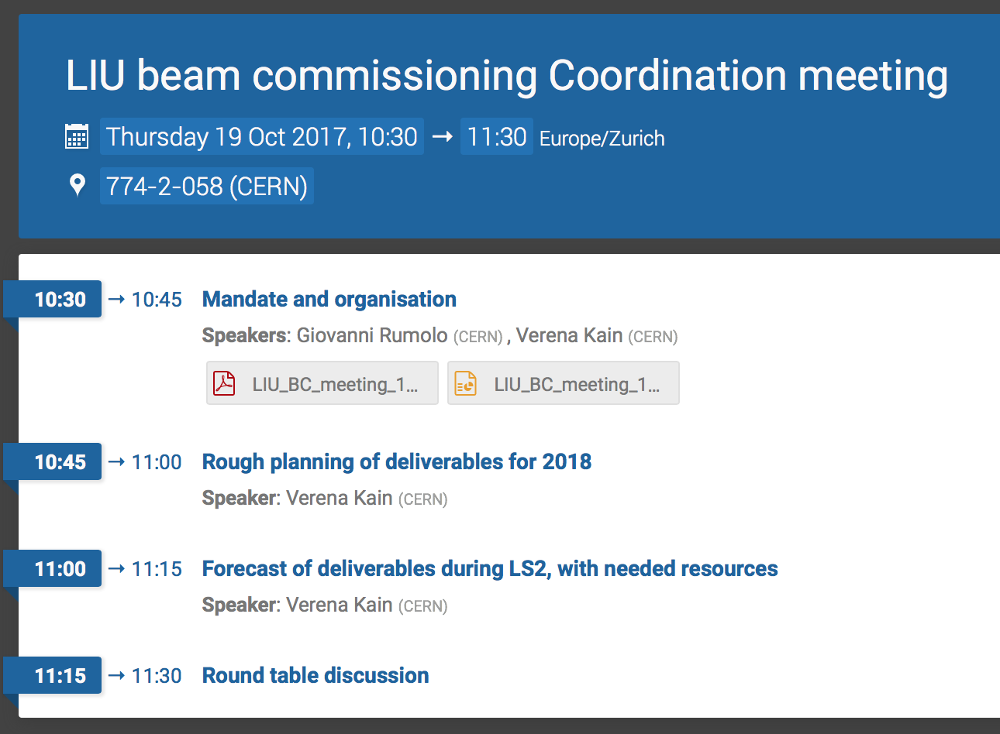 LIU beam commissioning Coordination meeting
Thursday 19 Oct 2017, 10:30 → 11:30 Europe/Zurich
774-2-058 (CERN)
10:30 → 10:45 Mandate and organisation
Speakers: Giovanni Rumolo (CERN) , Verena Kain (CERN)
LIU_BC_meeting_1... LIU_BC_meeting_1...
10:45 → 11:00 Rough planning of deliverables for 2018
Speaker: Verena Kain (CERN)
11:00 → 11:15 Forecast of deliverables during LS2, with needed resources
Speaker: Verena Kain (CERN)
11:15 → 11:30 Round table discussion